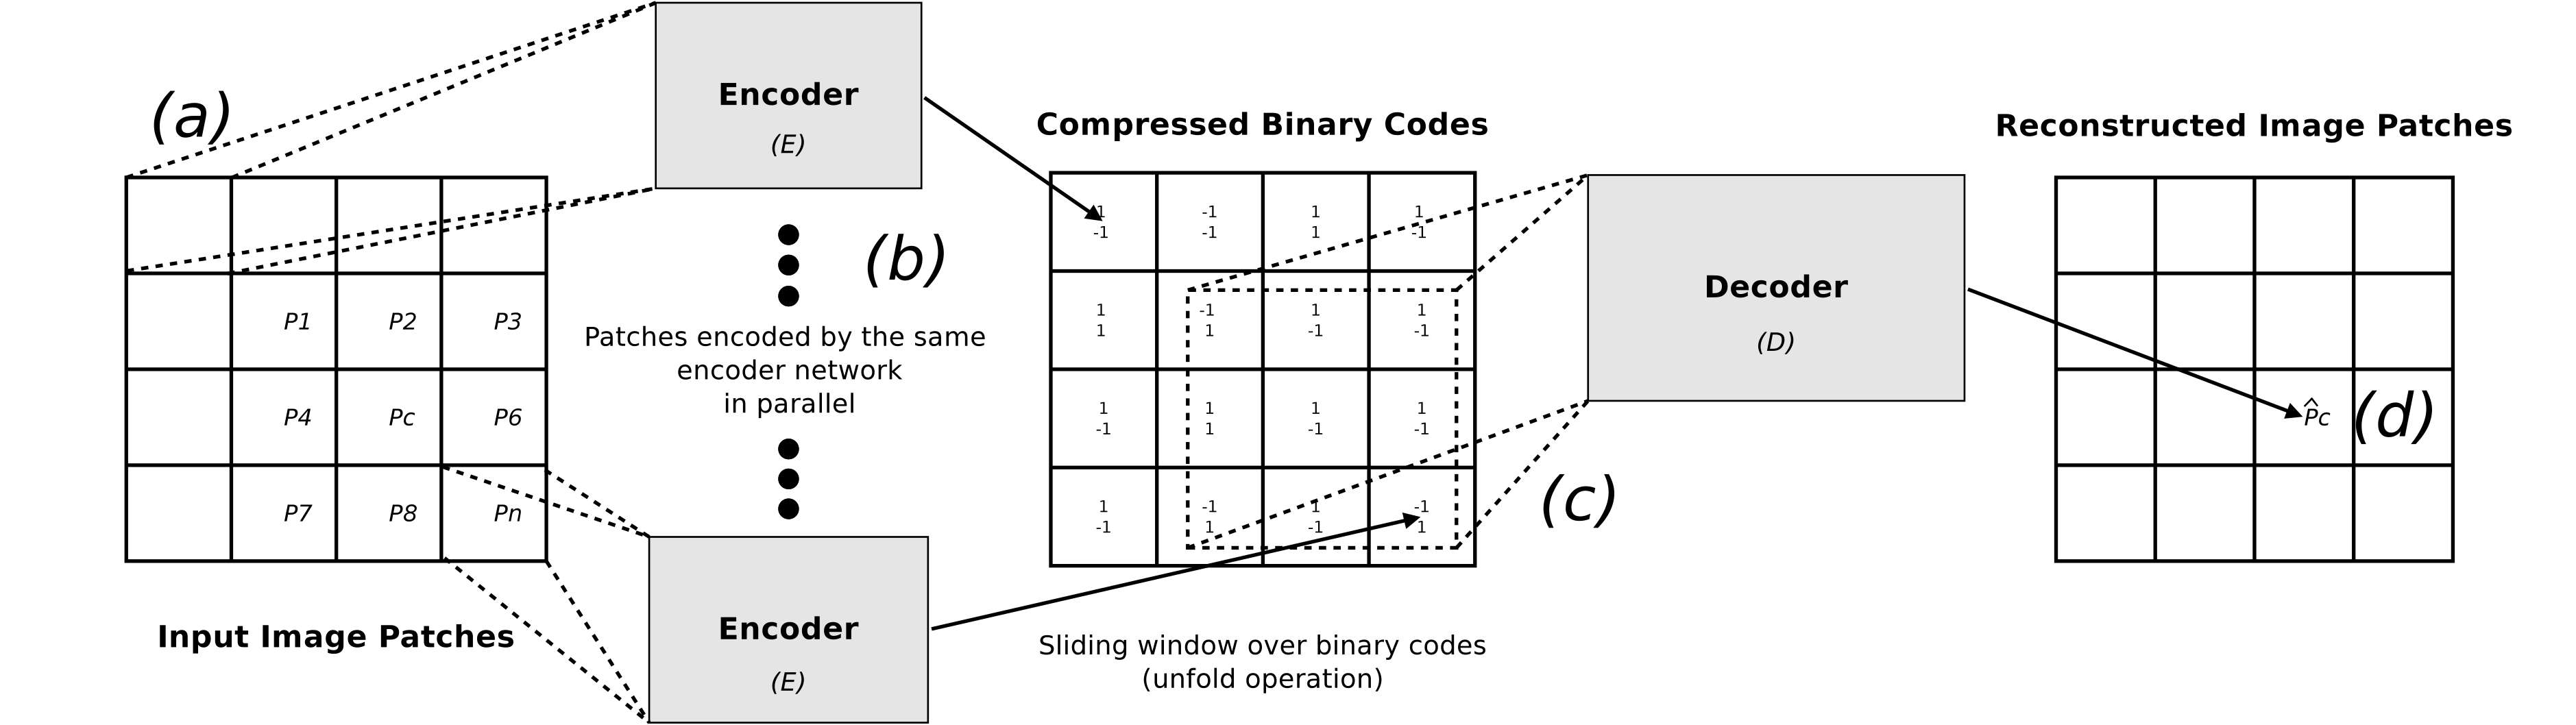 (a)
Encoder
(E)
Compressed Binary Codes
Reconstructed Image Patches
P1 P2 P3
P4 Pc P6
P7 P8 Pn
Input Image Patches
(b)
Patches encoded by the same
encoder network
in parallel
Encoder
(E)
1 -1 1 1
-1 -1 1 -1
1 -1 1 1
1 1 -1 -1
1 1 1 1
-1 1 -1 -1
1 -1 1 -1
-1 1 -1 1
Sliding window over binary codes
(unfold operation)
(c)
Decoder
(D)
P̂c
(d)